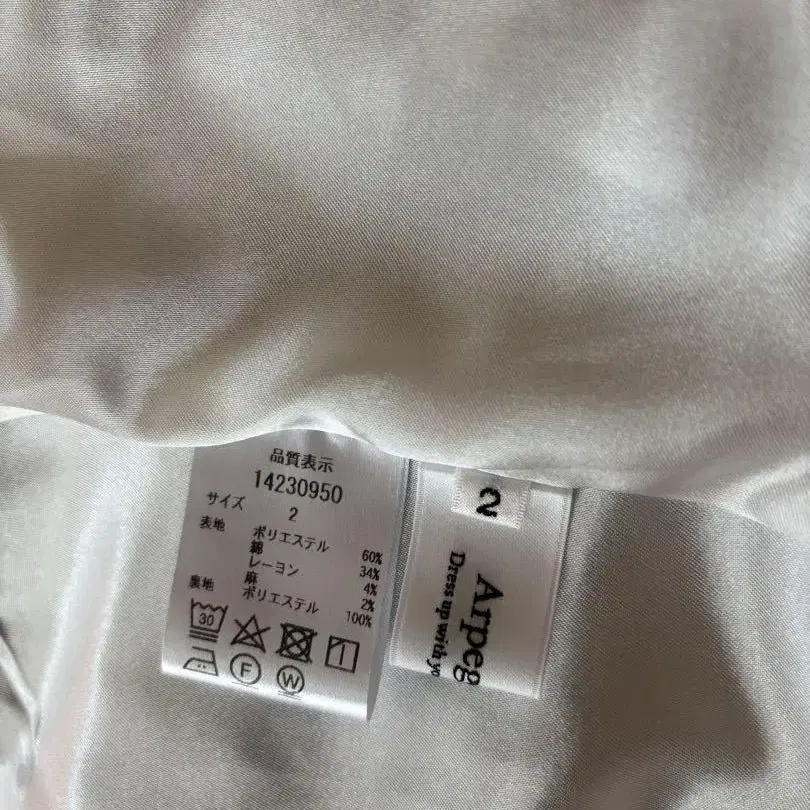 品質表示
14230950
サイズ 2
表地 ポリエステル 60%
綿 34%
レーヨン 4%
麻 2%
裏地 ポリエステル 100%
30
F
W
2
Arpeg
Dress up with yo